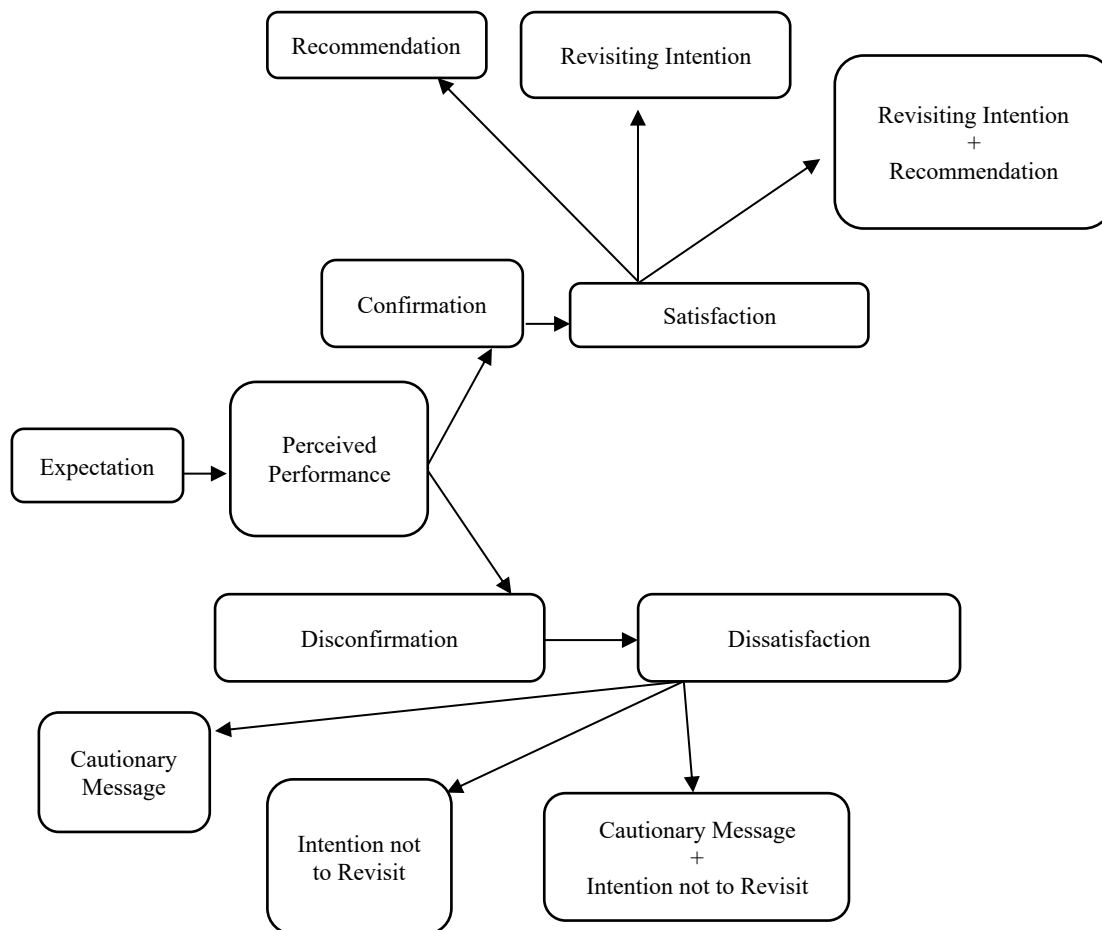 Recommendation
Revisiting Intention
Revisiting Intention
+
Recommendation
Confirmation
Satisfaction
Expectation
Perceived
Performance
Disconfirmation
Dissatisfaction
Cautionary
Message
Intention not
to Revisit
Cautionary Message
+
Intention not to Revisit